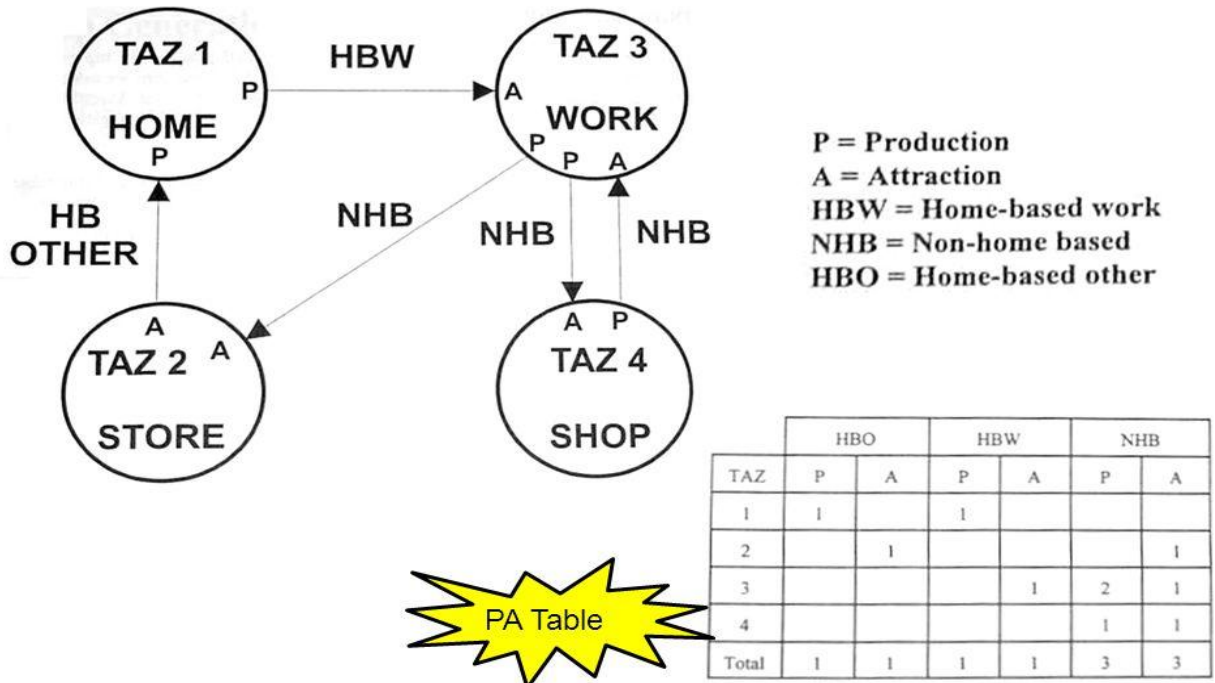 TAZ 1
P
HOME
P
HBW
TAZ 3
A
WORK
P
P
A
HB
OTHER
NHB
NHB
NHB
A
A
TAZ 2
STORE
A
P
TAZ 4
SHOP
P = Production
A = Attraction
HBW = Home-based work
NHB = Non-home based
HBO = Home-based other
PA Table
HBO HBW NHB
TAZ P A P A P A
1 1 1
2 1 1
3 1 2 1
4 1 1
Total 1 1 1 1 3 3